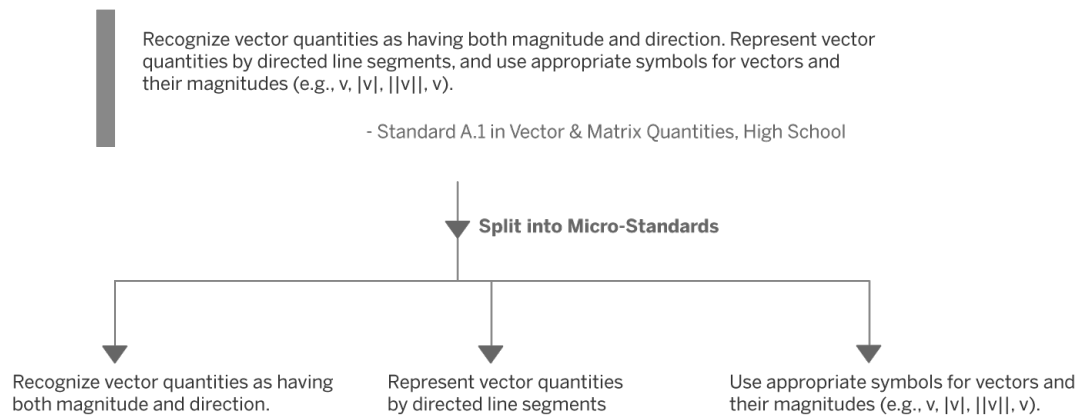 Recognize vector quantities as having both magnitude and direction. Represent vector
quantities by directed line segments, and use appropriate symbols for vectors and
their magnitudes (e.g., v, |v|, ||v||, v).
- Standard A.1 in Vector & Matrix Quantities, High School
Split into Micro-Standards
Recognize vector quantities as having
both magnitude and direction.
Represent vector quantities
by directed line segments
Use appropriate symbols for vectors and
their magnitudes (e.g., v, |v|, ||v||, v).